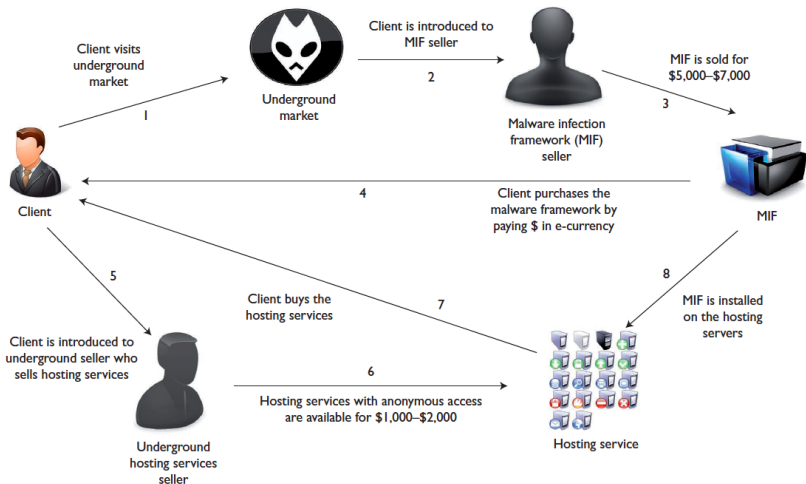 Client visits
underground
market
1
Underground
market
Client is introduced to
MIF seller
2
Malware infection
framework (MIF)
seller
MIF is sold for
$5,000–$7,000
3
Client
4
Client purchases the
malware framework by
paying $ in e-currency
MIF
5
Client is introduced to
underground seller who
sells hosting services
Underground
hosting services
seller
6
Hosting services with anonymous access
are available for $1,000–$2,000
Client buys the
hosting services
7
8
MIF is installed
on the hosting
servers
Hosting service